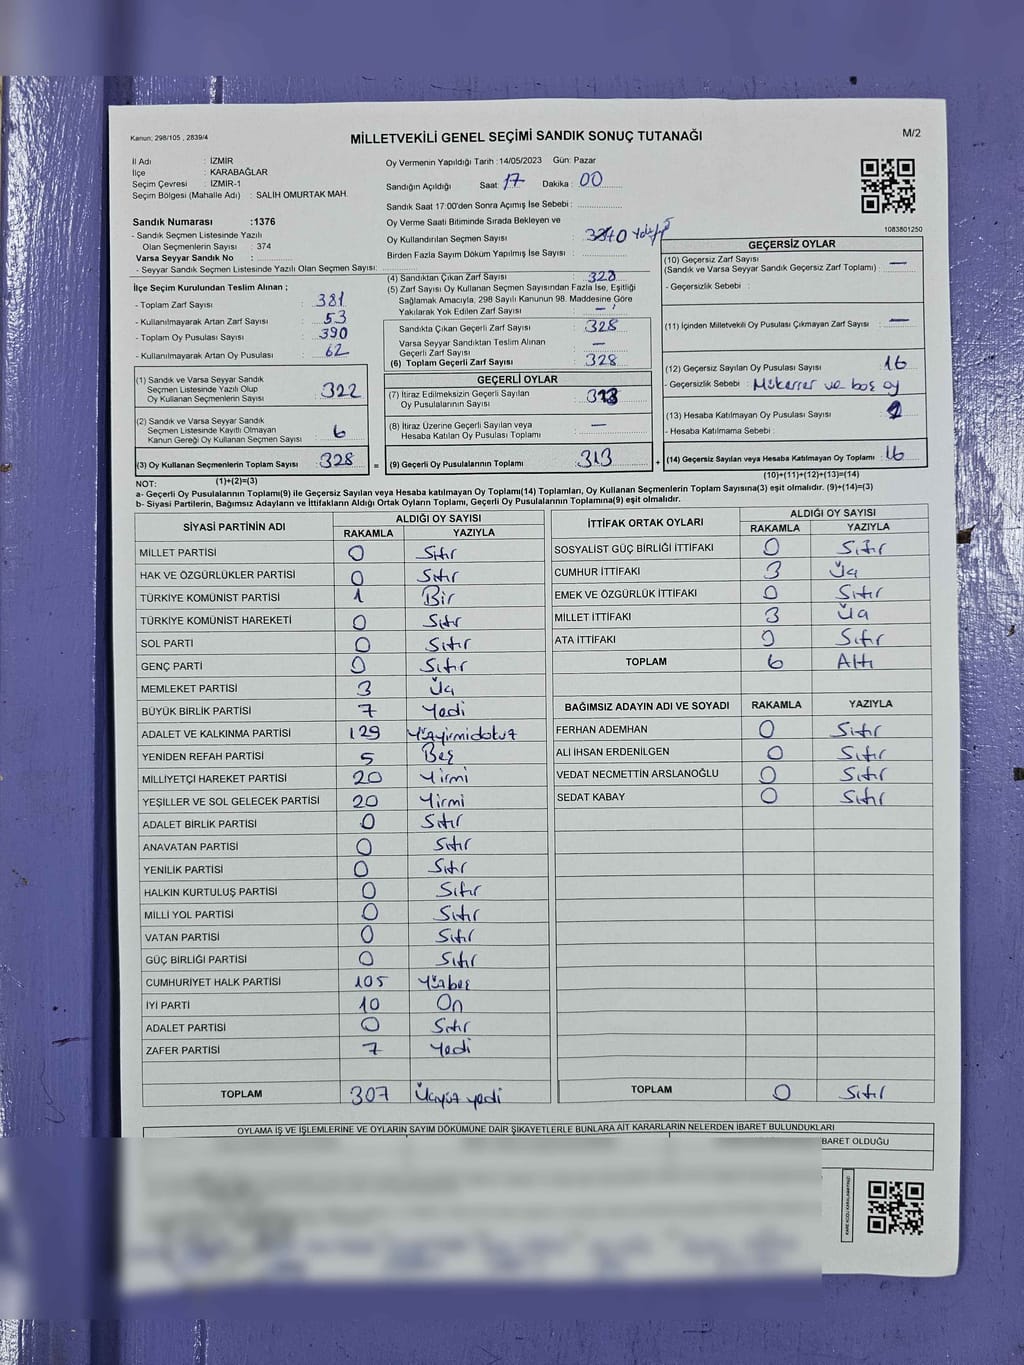 Kanun: 298/105 , 2839/4
MİLLETVEKİLİ GENEL SEÇİMİ SANDIK SONUÇ TUTANAĞI
M/2
İl Adı : İZMİR
İlçe : KARABAĞLAR
Seçim Çevresi : İZMİR-1
Seçim Bölgesi (Mahalle Adı) : SALİH OMURTAK MAH.
Oy Vermenin Yapıldığı Tarih :14/05/2023 Gün: Pazar
Sandığın Açıldığı Saat: 17 Dakika : 00
Sandık Saat 17:00'den Sonra Açımış İse Sebebi :
Sandık Numarası :1376
- Sandık Seçmen Listesinde Yazılı
Olan Seçmenlerin Sayısı : 374
Varsa Seyyar Sandık No :
- Seyyar Sandık Seçmen Listesinde Yazılı Olan Seçmen Sayısı:
Oy Verme Saati Bitiminde Sırada Bekleyen ve
Oy Kullandırılan Seçmen Sayısı
Birden Fazla Sayım Döküm Yapılmış İse Sayısı :
1083801250
İlçe Seçim Kurulundan Teslim Alınan ;
- Toplam Zarf Sayısı 381
- Kullanılmayarak Artan Zarf Sayısı 53
- Toplam Oy Pusulası Sayısı 390
- Kullanılmayarak Artan Oy Pusulası 62
(4) Sandıktan Çıkan Zarf Sayısı 328
(5) Zarf Sayısı Oy Kullanan Seçmen Sayısından Fazla İse, Eşitliği
Sağlamak Amacıyla, 298 Sayılı Kanunun 98. Maddesine Göre
Yakılarak Yok Edilen Zarf Sayısı —
Sandıkta Çıkan Geçerli Zarf Sayısı 328
Varsa Seyyar Sandıktan Teslim Alınan
Geçerli Zarf Sayısı —
(6) Toplam Geçerli Zarf Sayısı 328
GEÇERSİZ OYLAR
(10) Geçersiz Zarf Sayısı
(Sandık ve Varsa Seyyar Sandık Geçersiz Zarf Toplamı) : —
- Geçersizlik Sebebi :
(11) İçinden Milletvekili Oy Pusulası Çıkmayan Zarf Sayısı : —
(12) Geçersiz Sayılan Oy Pusulası Sayısı : 16
- Geçersizlik Sebebi : Mükerrer ve boş oy
(13) Hesaba Katılmayan Oy Pusulası Sayısı
- Hesaba Katılmama Sebebi :
(14) Geçersiz Sayılan veya Hesaba Katılmayan Oy Toplamı : 16
(10)+(11)+(12)+(13)=(14)
(1) Sandık ve Varsa Seyyar Sandık
Seçmen Listesinde Yazılı Olup
Oy Kullanan Seçmenlerin Sayısı 322
(2) Sandık ve Varsa Seyyar Sandık
Seçmen Listesinde Kayıtlı Olmayan
Kanun Gereği Oy Kullanan Seçmen Sayısı 6
(3) Oy Kullanan Seçmenlerin Toplam Sayısı 328
(1)+(2)=(3)
GEÇERLİ OYLAR
(7) İtiraz Edilmeksizin Geçerli Sayılan
Oy Pusulalarının Sayısı 313
(8) İtiraz Üzerine Geçerli Sayılan veya
Hesaba Katılan Oy Pusulası Toplamı —
= (9) Geçerli Oy Pusulalarının Toplamı 313 +
NOT:
a- Geçerli Oy Pusulalarının Toplamı(9) ile Geçersiz Sayılan veya Hesaba katılmayan Oy Toplamı(14) Toplamları, Oy Kullanan Seçmenlerin Toplam Sayısına(3) eşit olmalıdır. (9)+(14)=(3)
b- Siyasi Partilerin, Bağımsız Adayların ve İttifakların Aldığı Ortak Oyların Toplamı, Geçerli Oy Pusulalarının Toplamına(9) eşit olmalıdır.
SİYASİ PARTİNİN ADI ALDIĞI OY SAYISI
RAKAMLA YAZIYLA
MİLLET PARTİSİ 0 Sıfır
HAK VE ÖZGÜRLÜKLER PARTİSİ 0 Sıfır
TÜRKİYE KOMÜNİST PARTİSİ 1 Bir
TÜRKİYE KOMÜNİST HAREKETİ 0 Sıfır
SOL PARTİ 0 Sıfır
GENÇ PARTİ 0 Sıfır
MEMLEKET PARTİSİ 3 Üç
BÜYÜK BİRLİK PARTİSİ 7 Yedi
ADALET VE KALKINMA PARTİSİ 129 Yüzyirmidokuz
YENİDEN REFAH PARTİSİ 5 Beş
MİLLİYETÇİ HAREKET PARTİSİ 20 Yirmi
YEŞİLLER VE SOL GELECEK PARTİSİ 20 Yirmi
ADALET BİRLİK PARTİSİ 0 Sıfır
ANAVATAN PARTİSİ 0 Sıfır
YENİLİK PARTİSİ 0 Sıfır
HALKIN KURTULUŞ PARTİSİ 0 Sıfır
MİLLİ YOL PARTİSİ 0 Sıfır
VATAN PARTİSİ 0 Sıfır
GÜÇ BİRLİĞİ PARTİSİ 0 Sıfır
CUMHURİYET HALK PARTİSİ 105 Yüzbeş
İYİ PARTİ 10 On
ADALET PARTİSİ 0 Sıfır
ZAFER PARTİSİ 7 Yedi
TOPLAM 307 Üçyüz yedi
İTTİFAK ORTAK OYLARI ALDIĞI OY SAYISI
RAKAMLA YAZIYLA
SOSYALİST GÜÇ BİRLİĞİ İTTİFAKI 0 Sıfır
CUMHUR İTTİFAKI 3 Üç
EMEK VE ÖZGÜRLÜK İTTİFAKI 0 Sıfır
MİLLET İTTİFAKI 3 Üç
ATA İTTİFAKI 0 Sıfır
TOPLAM 6 Altı
BAĞIMSIZ ADAYIN ADI VE SOYADI RAKAMLA YAZIYLA
FERHAN ADEMHAN 0 Sıfır
ALİ İHSAN ERDENİLGEN 0 Sıfır
VEDAT NECMETTİN ARSLANOĞLU 0 Sıfır
SEDAT KABAY 0 Sıfır
TOPLAM 0 Sıfır
OYLAMA İŞ VE İŞLEMLERİNE VE OYLARIN SAYIM DÖKÜMÜNE DAİR ŞİKAYETLERLE BUNLARA AİT KARARLARIN NELERDEN İBARET BULUNDUKLARI
BARET OLDUĞU